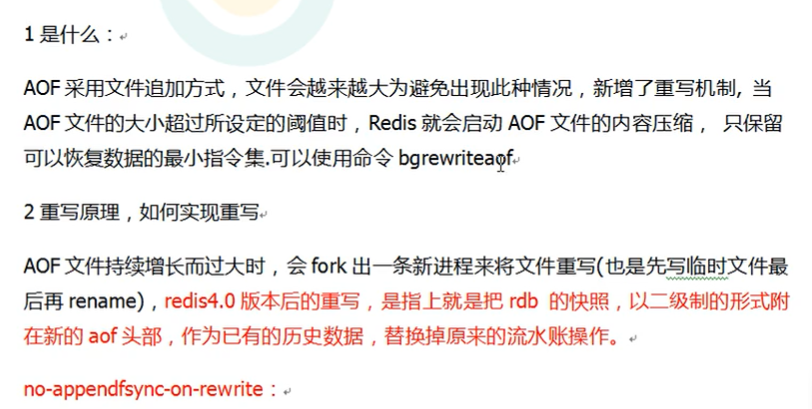 1 是什么：
AOF 采用文件追加方式，文件会越来越大为避免出现此种情况，新增了重写机制, 当
AOF 文件的大小超过所设定的阈值时，Redis 就会启动 AOF 文件的内容压缩， 只保留
可以恢复数据的最小指令集.可以使用命令 bgrewriteaof
2 重写原理，如何实现重写
AOF 文件持续增长而过大时，会 fork 出一条新进程来将文件重写(也是先写临时文件最
后再 rename)，redis4.0 版本后的重写，是指上就是把 rdb 的快照，以二级制的形式附
在新的 aof 头部，作为已有的历史数据，替换掉原来的流水账操作。
no-appendfsync-on-rewrite：